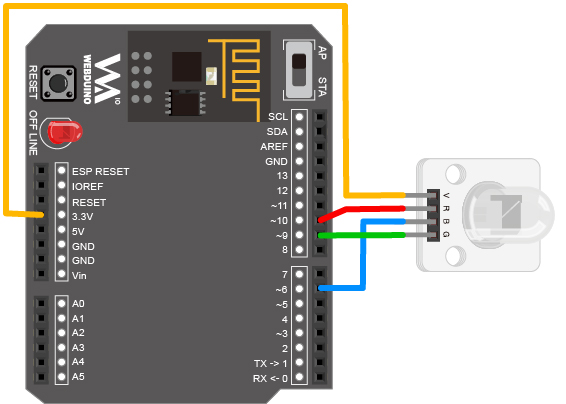 RESET
WEBDUINO
IO
AP
STA
OFF LINE
ESP RESET
IOREF
RESET
3.3V
5V
GND
GND
Vin
A0
A1
A2
A3
A4
A5
SCL
SDA
AREF
GND
13
12
~11
~10
~9
8
7
~6
~5
4
~3
2
TX -> 1
RX <- 0
V
R
B
G